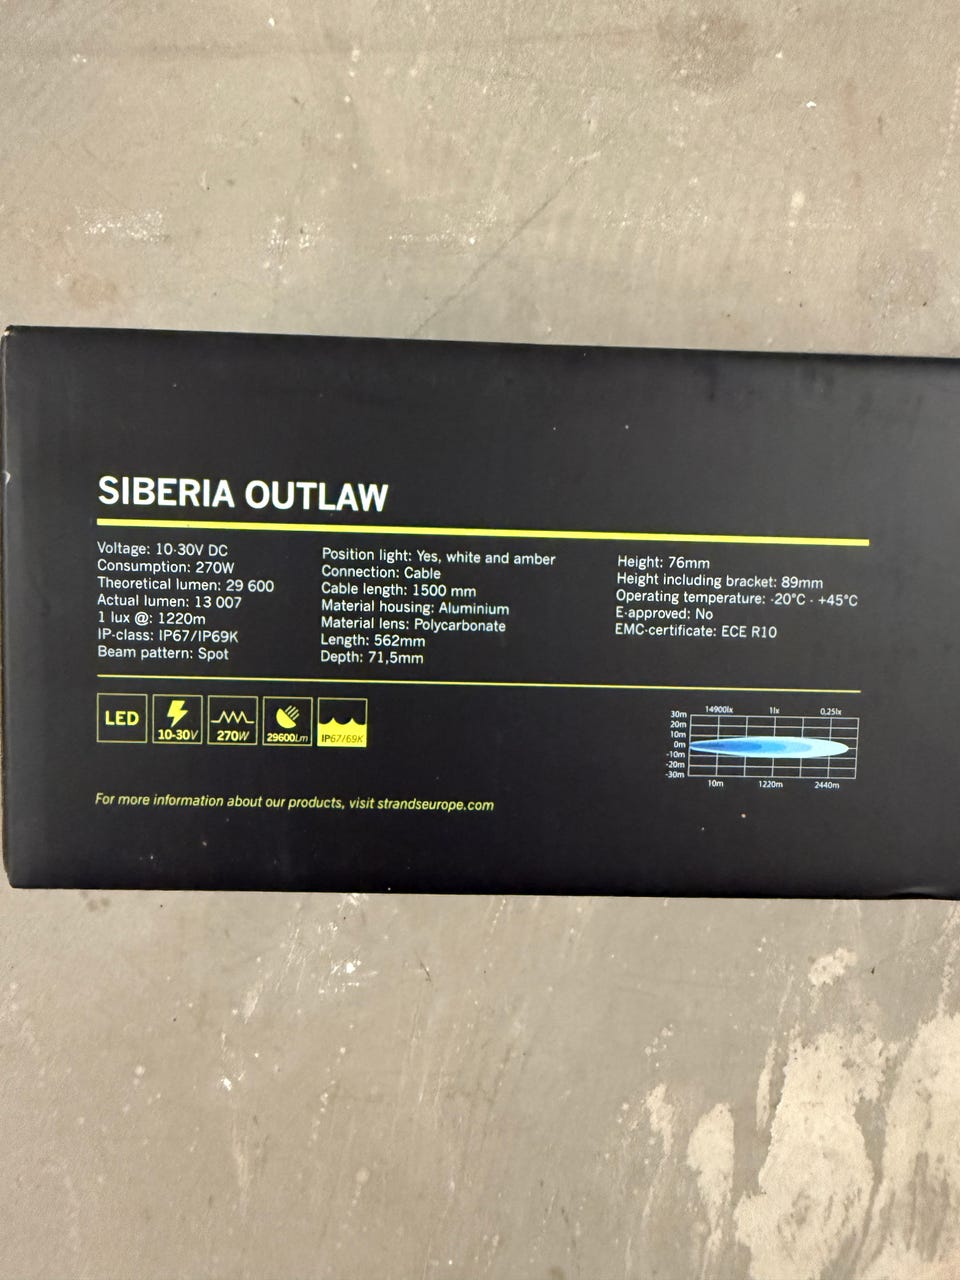 SIBERIA OUTLAW
Voltage: 10-30V DC
Consumption: 270W
Theoretical lumen: 29 600
Actual lumen: 13 007
1 lux @: 1220m
IP-class: IP67/IP69K
Beam pattern: Spot
Position light: Yes, white and amber
Connection: Cable
Cable length: 1500 mm
Material housing: Aluminium
Material lens: Polycarbonate
Length: 562mm
Depth: 71,5mm
Height: 76mm
Height including bracket: 89mm
Operating temperature: -20°C - +45°C
E-approved: No
EMC-certificate: ECE R10
LED
10-30V
270W
29600Lm
IP67/69K
14900lx 1lx 0,25lx
30m
20m
10m
0m
-10m
-20m
-30m
10m 1220m 2440m
For more information about our products, visit strandseurope.com